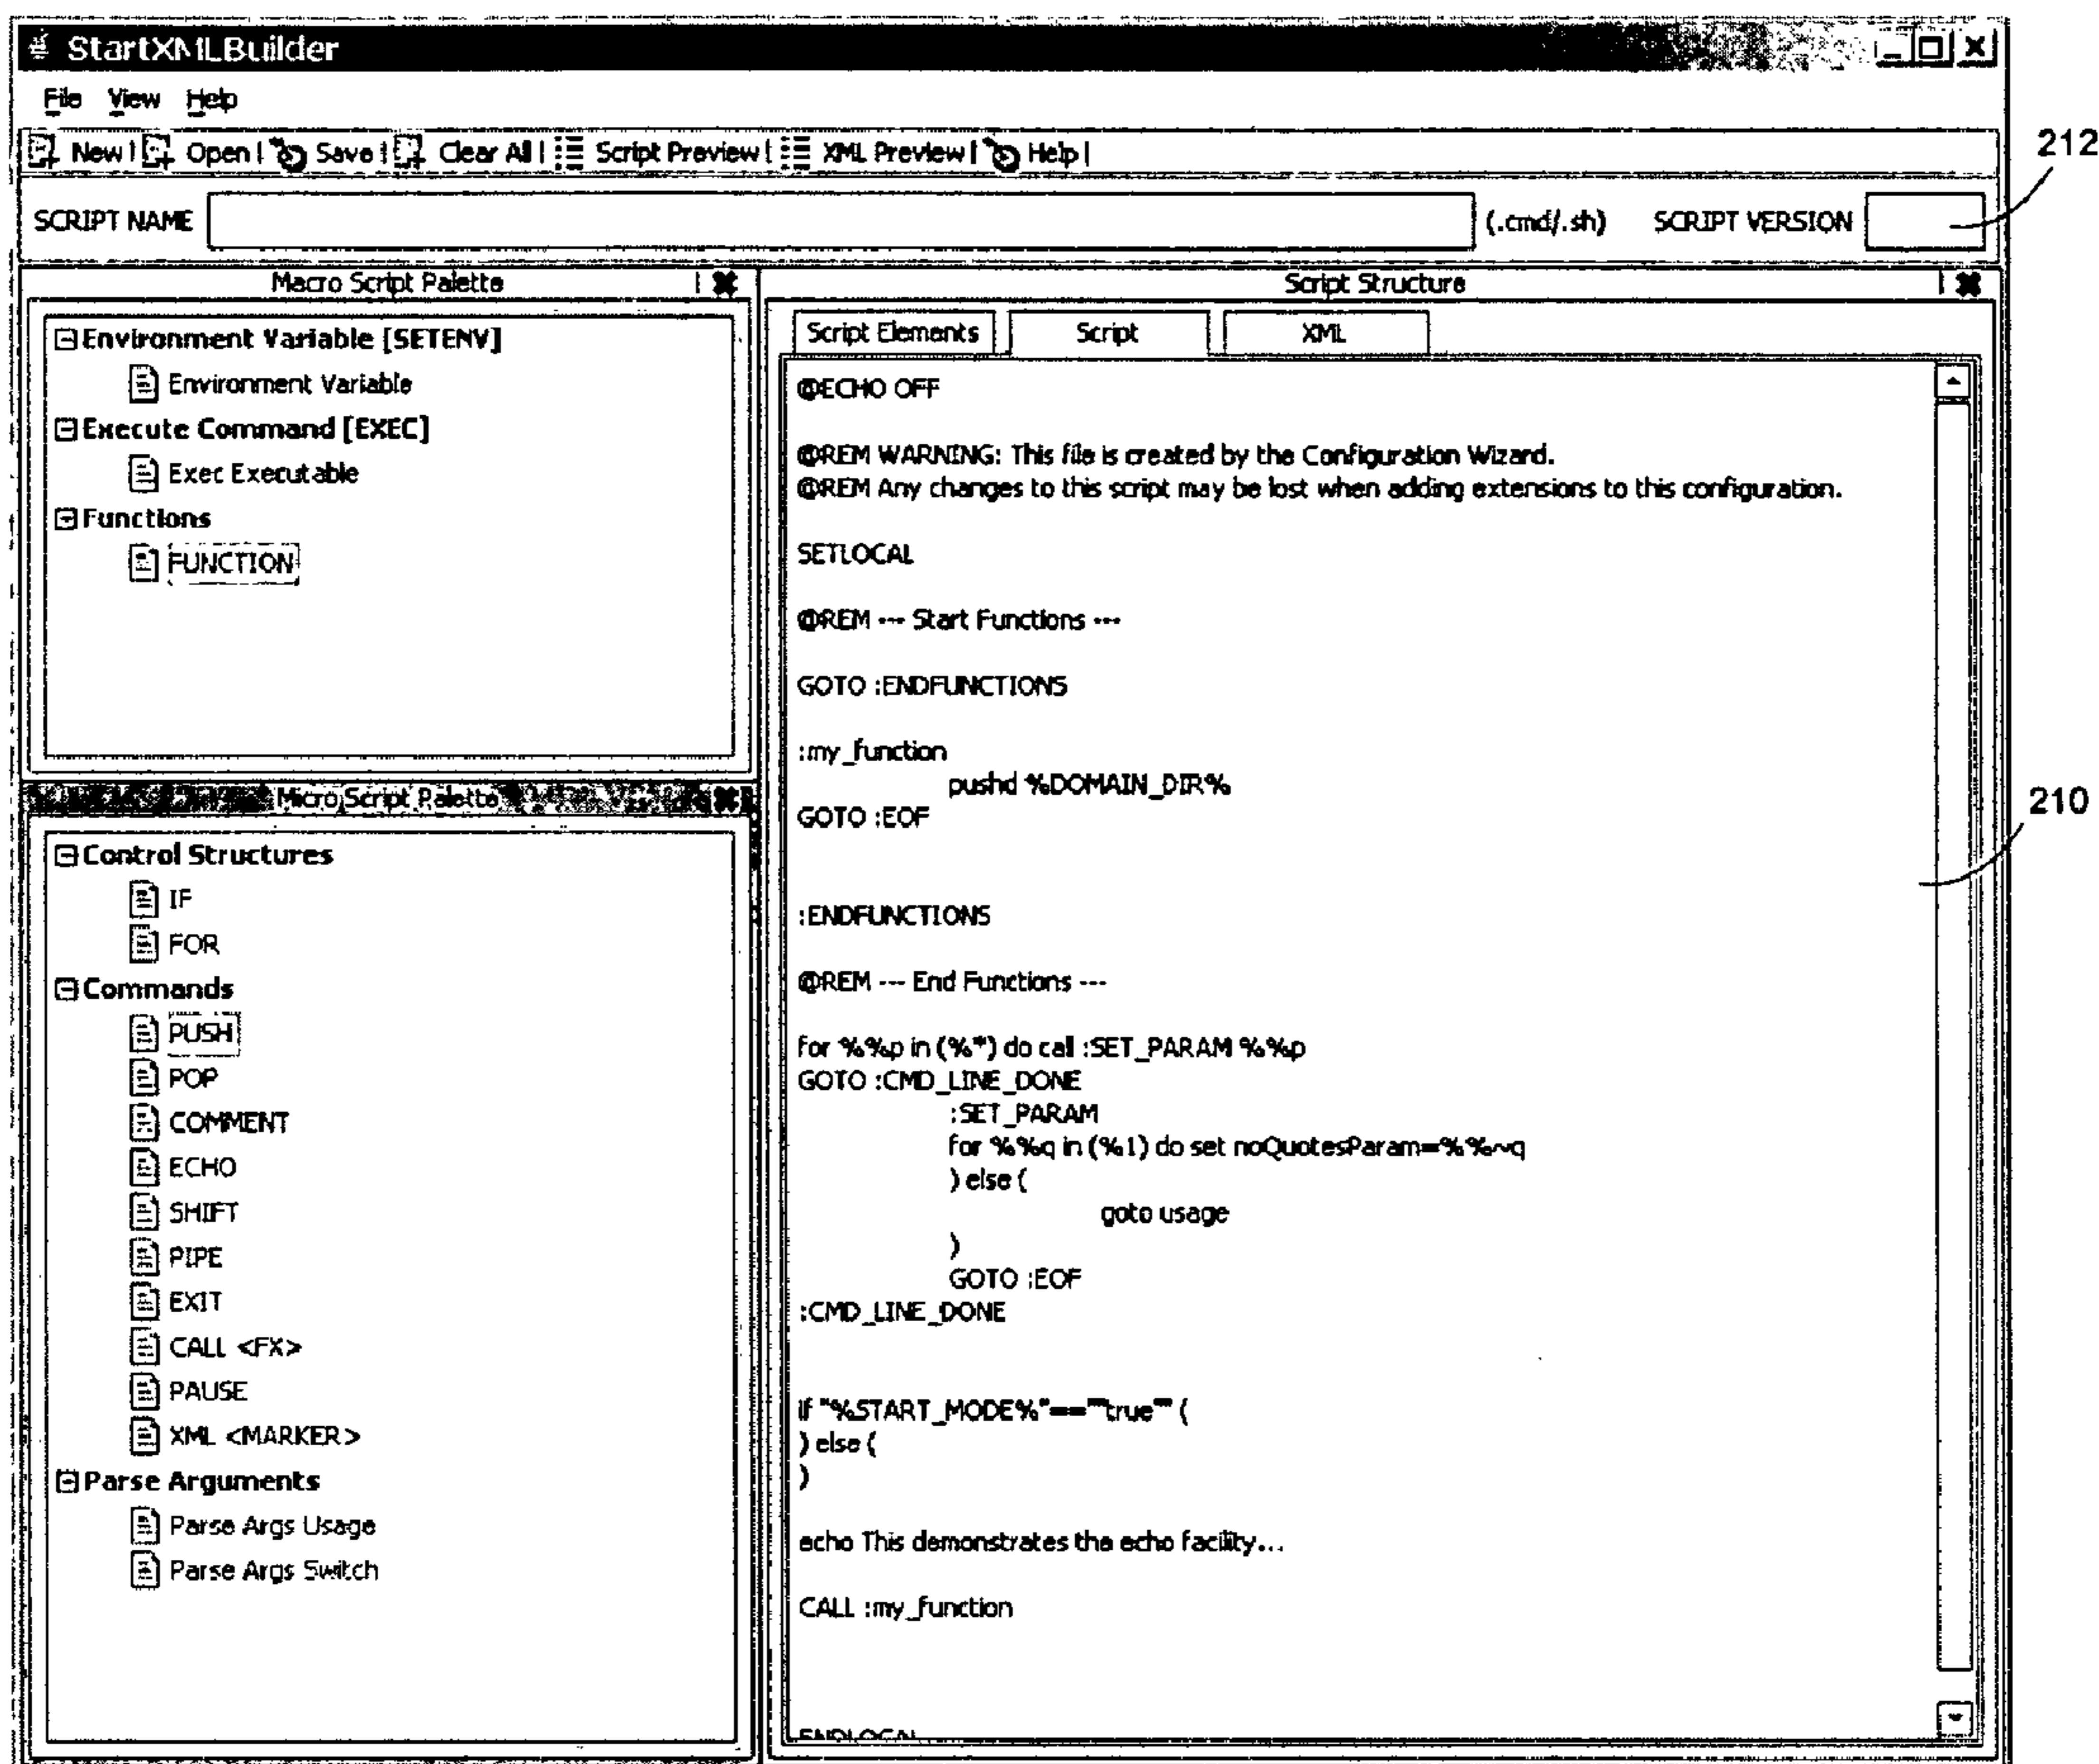 StartXMLBuilder
File View Help
New | Open | Save | Clear All | Script Preview | XML Preview | Help |
212
SCRIPT NAME (.cmd/.sh) SCRIPT VERSION
Macro Script Palette
Environment Variable [SETENV]
Environment Variable
Execute Command [EXEC]
Exec Executable
Functions
FUNCTION
Micro Script Palette
Control Structures
IF
FOR
Commands
PUSH
POP
COMMENT
ECHO
SHIFT
PIPE
EXIT
CALL <FX>
PAUSE
XML <MARKER>
Parse Arguments
Parse Args Usage
Parse Args Switch
Script Structure
Script Elements Script XML
@ECHO OFF
@REM WARNING: This file is created by the Configuration Wizard.
@REM Any changes to this script may be lost when adding extensions to this configuration.
SETLOCAL
@REM --- Start Functions ---
GOTO :ENDFUNCTIONS
:my_function
pushd %DOMAIN_DIR%
GOTO :EOF
:ENDFUNCTIONS
@REM --- End Functions ---
for %%p in (%*) do call :SET_PARAM %%p
GOTO :CMD_LINE_DONE
:SET_PARAM
for %%q in (%1) do set noQuotesParam=%%~q
) else (
goto usage
)
GOTO :EOF
:CMD_LINE_DONE
if "%START_MODE%"==""true"" (
) else (
)
echo This demonstrates the echo facility...
CALL :my_function
ENDLOCAL
210